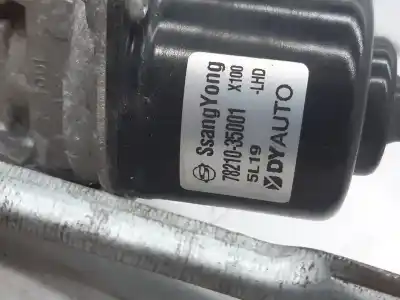 SsangYong
78210-35001
X100
-LHD
5L19
DYAUTO